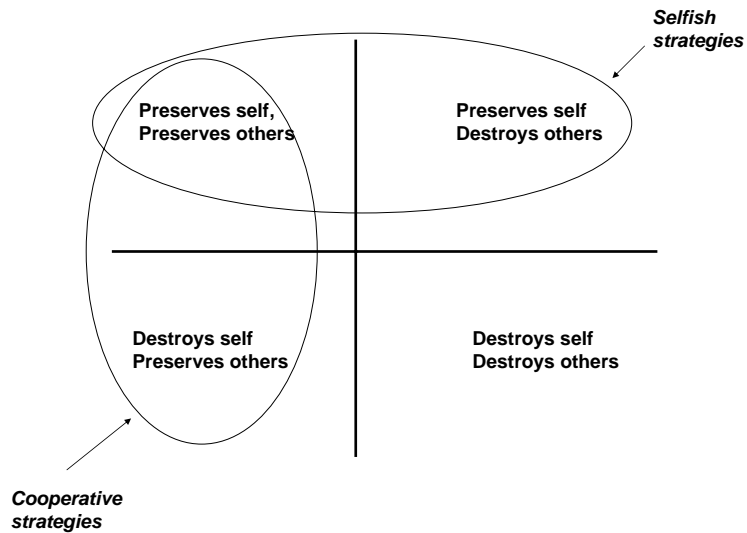 Selfish
strategies
Preserves self,
Preserves others
Preserves self
Destroys others
Destroys self
Preserves others
Destroys self
Destroys others
Cooperative
strategies